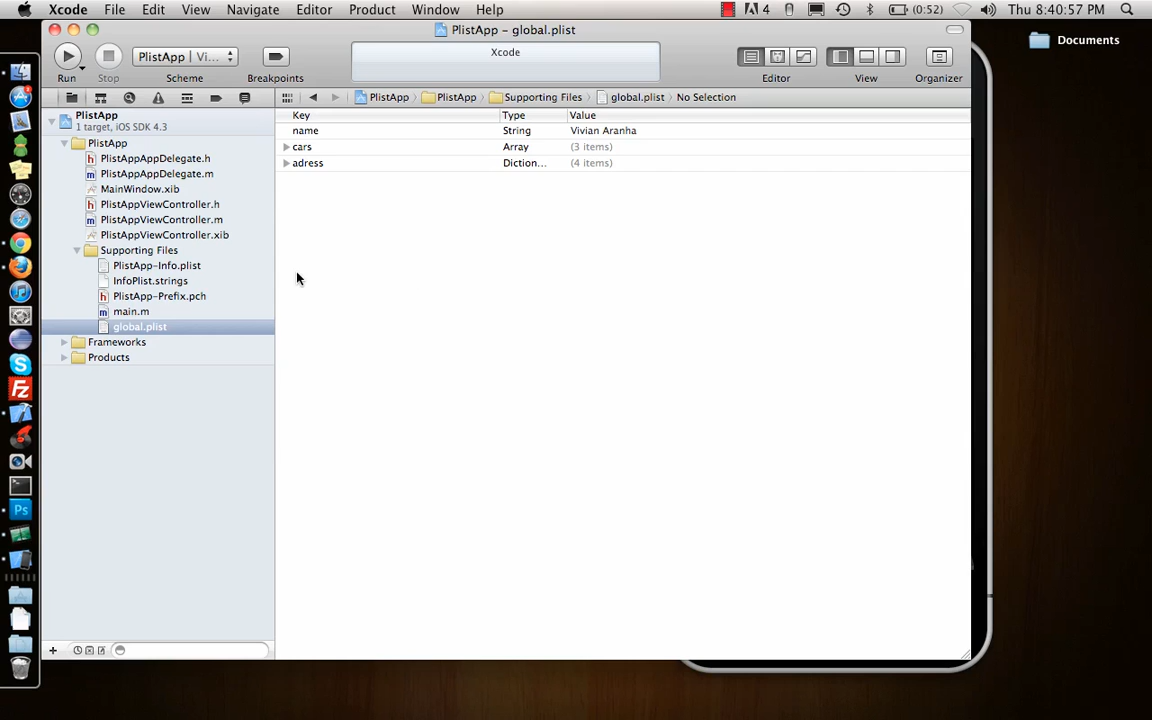 Xcode File Edit View Navigate Editor Product Window Help 4 (0:52) Thu 8:40:57 PM
PlistApp – global.plist
Documents
PlistApp | Vi...
Xcode
Run Stop Scheme Breakpoints Editor View Organizer
PlistApp PlistApp Supporting Files global.plist No Selection
PlistApp
1 target, iOS SDK 4.3
PlistApp
PlistAppAppDelegate.h
PlistAppAppDelegate.m
MainWindow.xib
PlistAppViewController.h
PlistAppViewController.m
PlistAppViewController.xib
Supporting Files
PlistApp-Info.plist
InfoPlist.strings
PlistApp-Prefix.pch
main.m
global.plist
Frameworks
Products
Key Type Value
name String Vivian Aranha
cars Array (3 items)
adress Diction... (4 items)